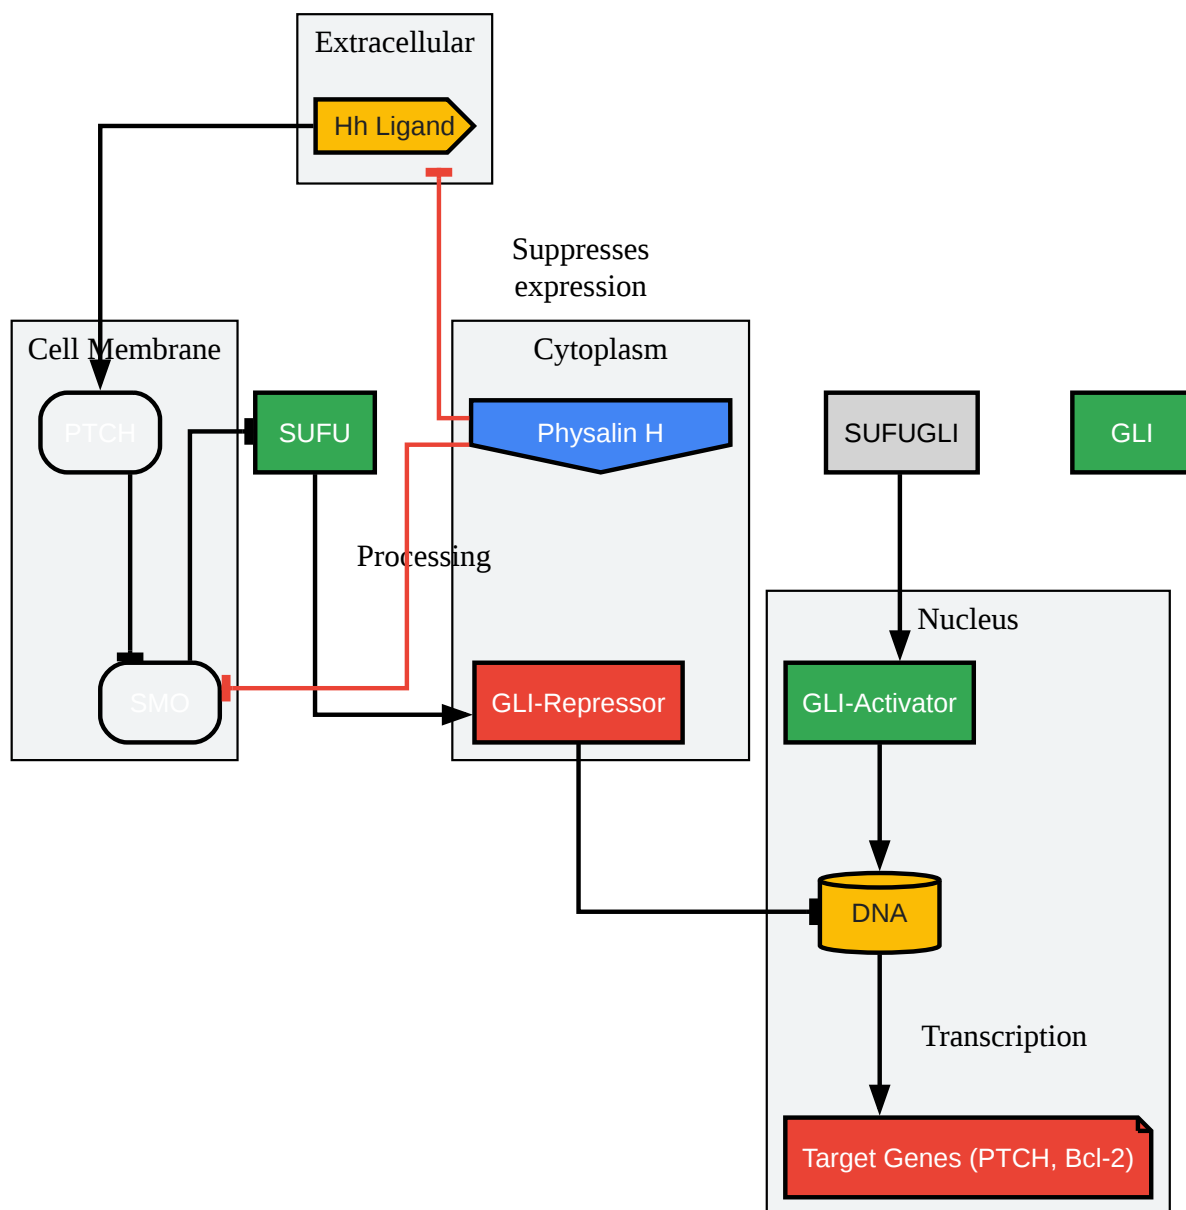 Extracellular
Hh Ligand
Suppresses
expression
Cell Membrane
Cytoplasm
PTCH
SUFU
Physalin H
SUFUGLI
GLI
Processing
Nucleus
SMO
GLI-Repressor
GLI-Activator
DNA
Transcription
Target Genes (PTCH, Bcl-2)